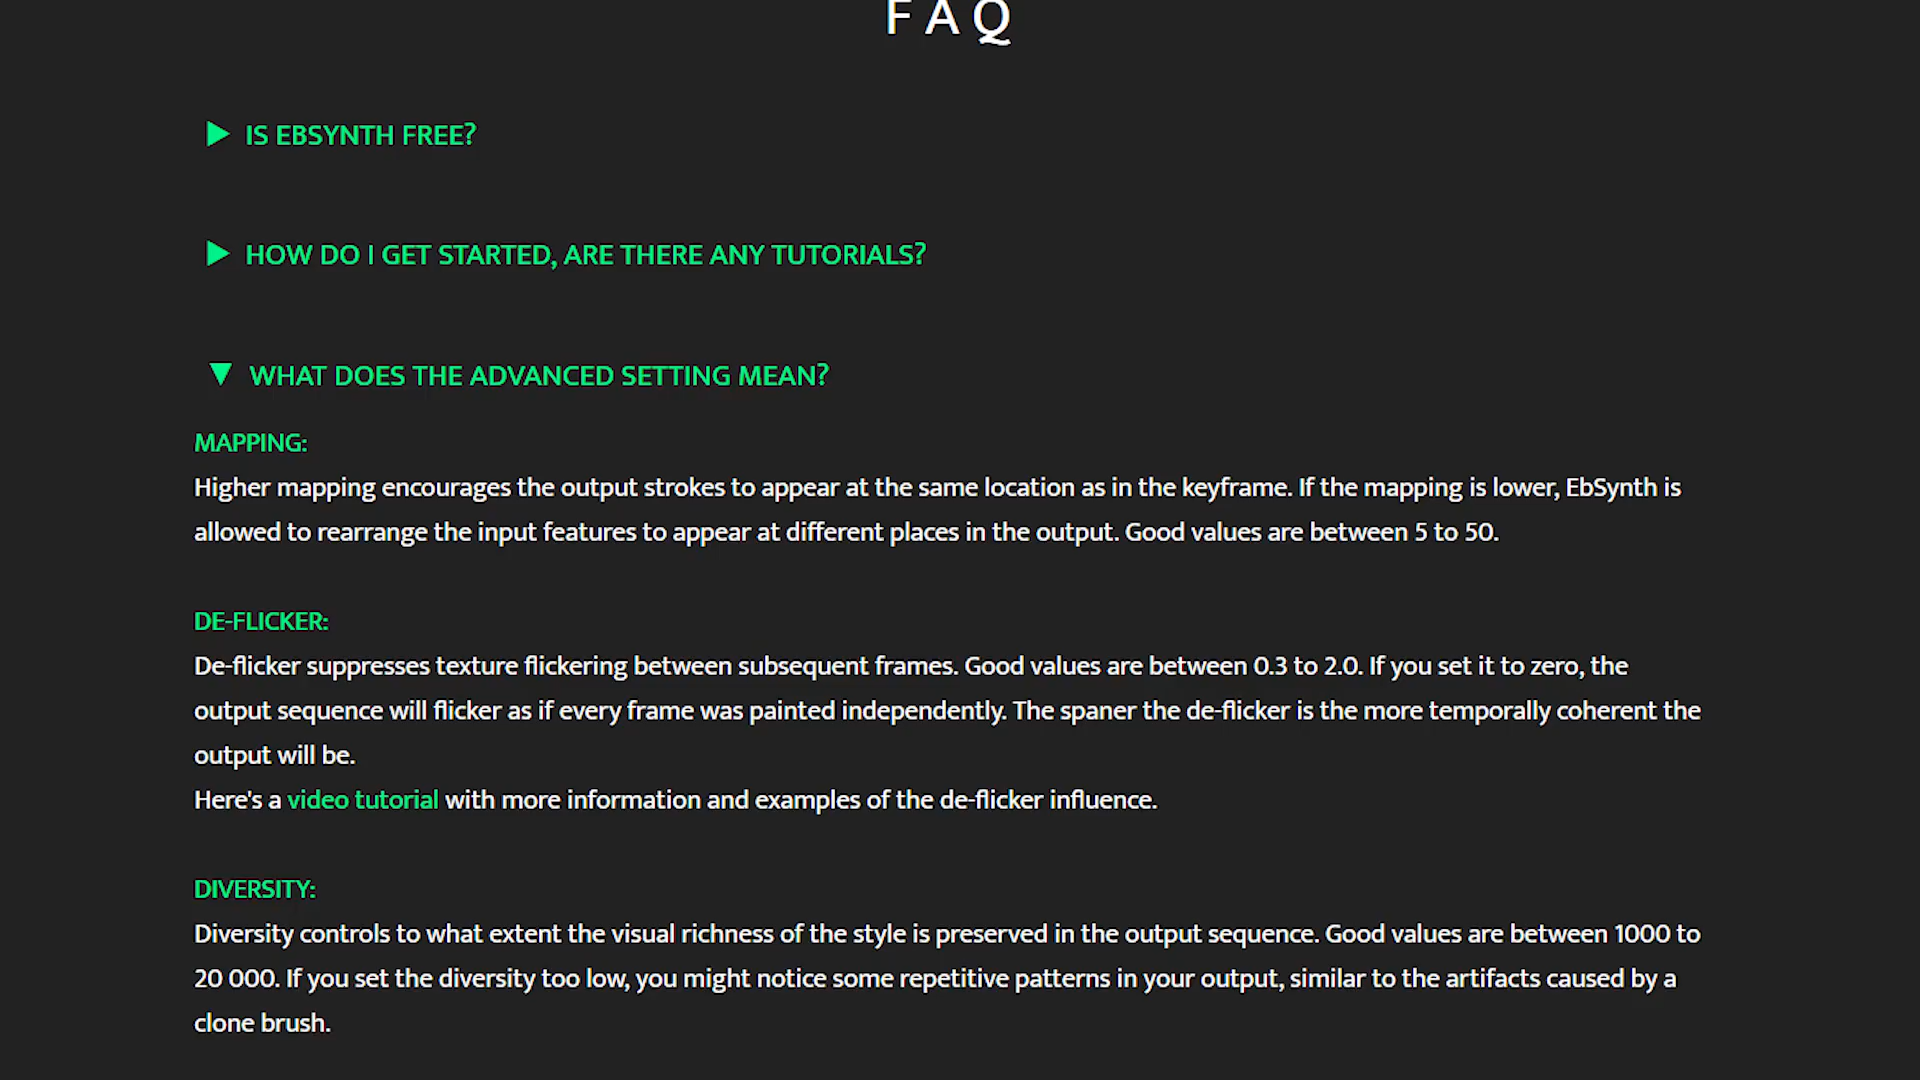 FAQ
IS EBSYNTH FREE?
HOW DO I GET STARTED, ARE THERE ANY TUTORIALS?
WHAT DOES THE ADVANCED SETTING MEAN?
MAPPING:
Higher mapping encourages the output strokes to appear at the same location as in the keyframe. If the mapping is lower, EbSynth is
allowed to rearrange the input features to appear at different places in the output. Good values are between 5 to 50.
DE-FLICKER:
De-flicker suppresses texture flickering between subsequent frames. Good values are between 0.3 to 2.0. If you set it to zero, the
output sequence will flicker as if every frame was painted independently. The spaner the de-flicker is the more temporally coherent the
output will be.
Here's a video tutorial with more information and examples of the de-flicker influence.
DIVERSITY:
Diversity controls to what extent the visual richness of the style is preserved in the output sequence. Good values are between 1000 to
20 000. If you set the diversity too low, you might notice some repetitive patterns in your output, similar to the artifacts caused by a
clone brush.